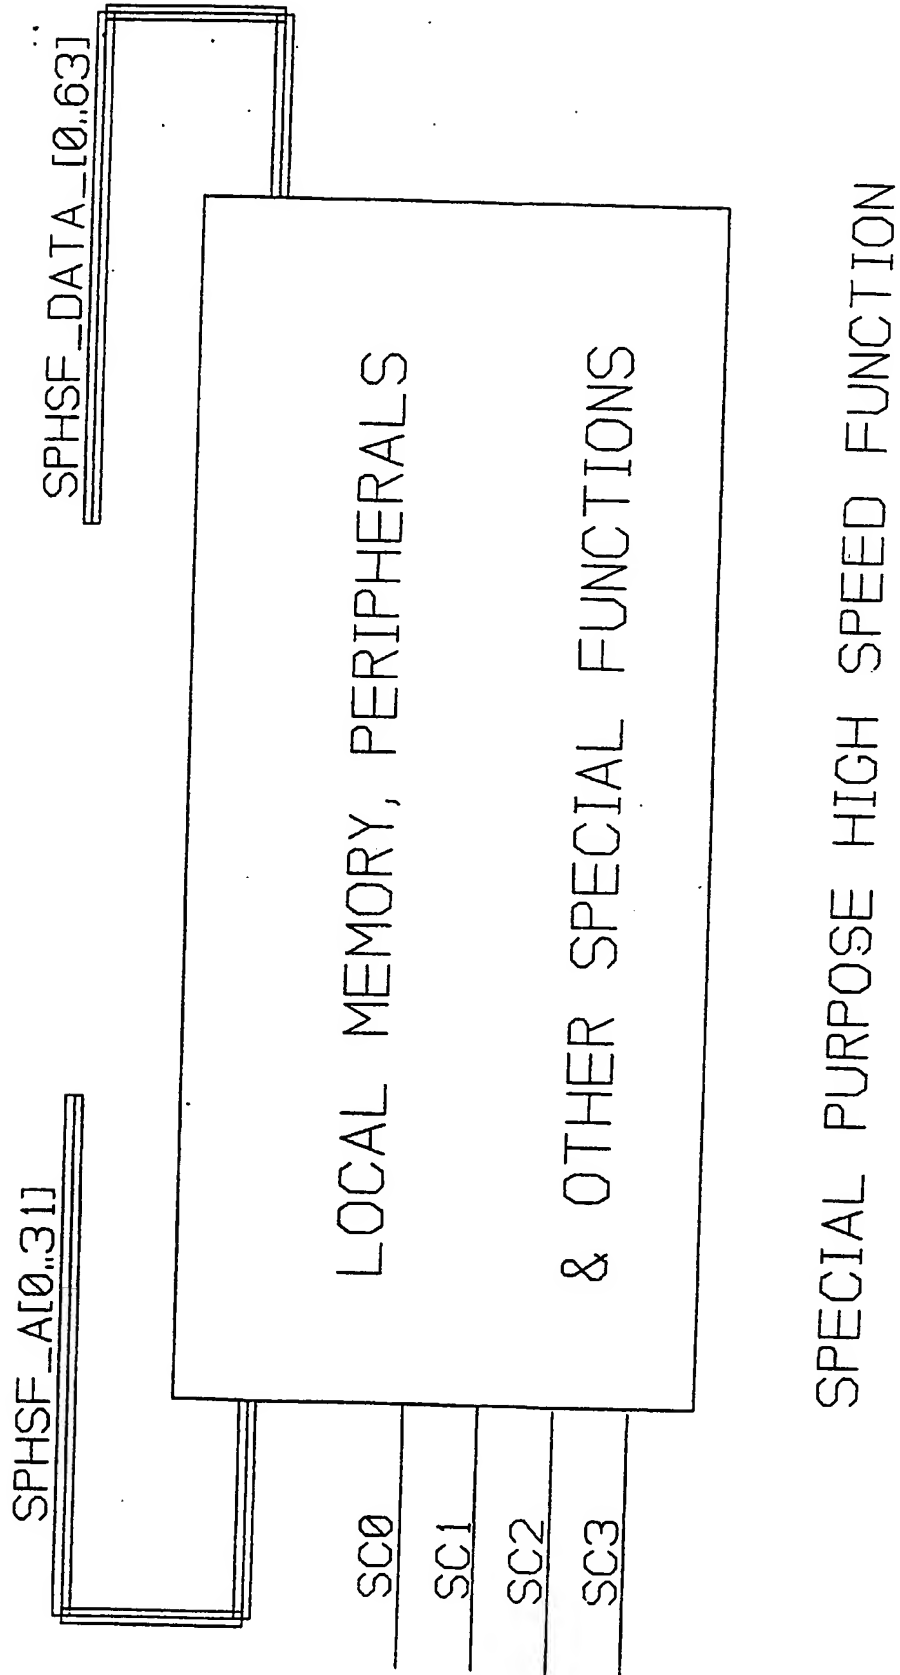 SPHSF_A[0..31]
SPHSF_DATA_[0..63]
LOCAL MEMORY, PERIPHERALS
& OTHER SPECIAL FUNCTIONS
SC0
SC1
SC2
SC3
SPECIAL PURPOSE HIGH SPEED FUNCTION